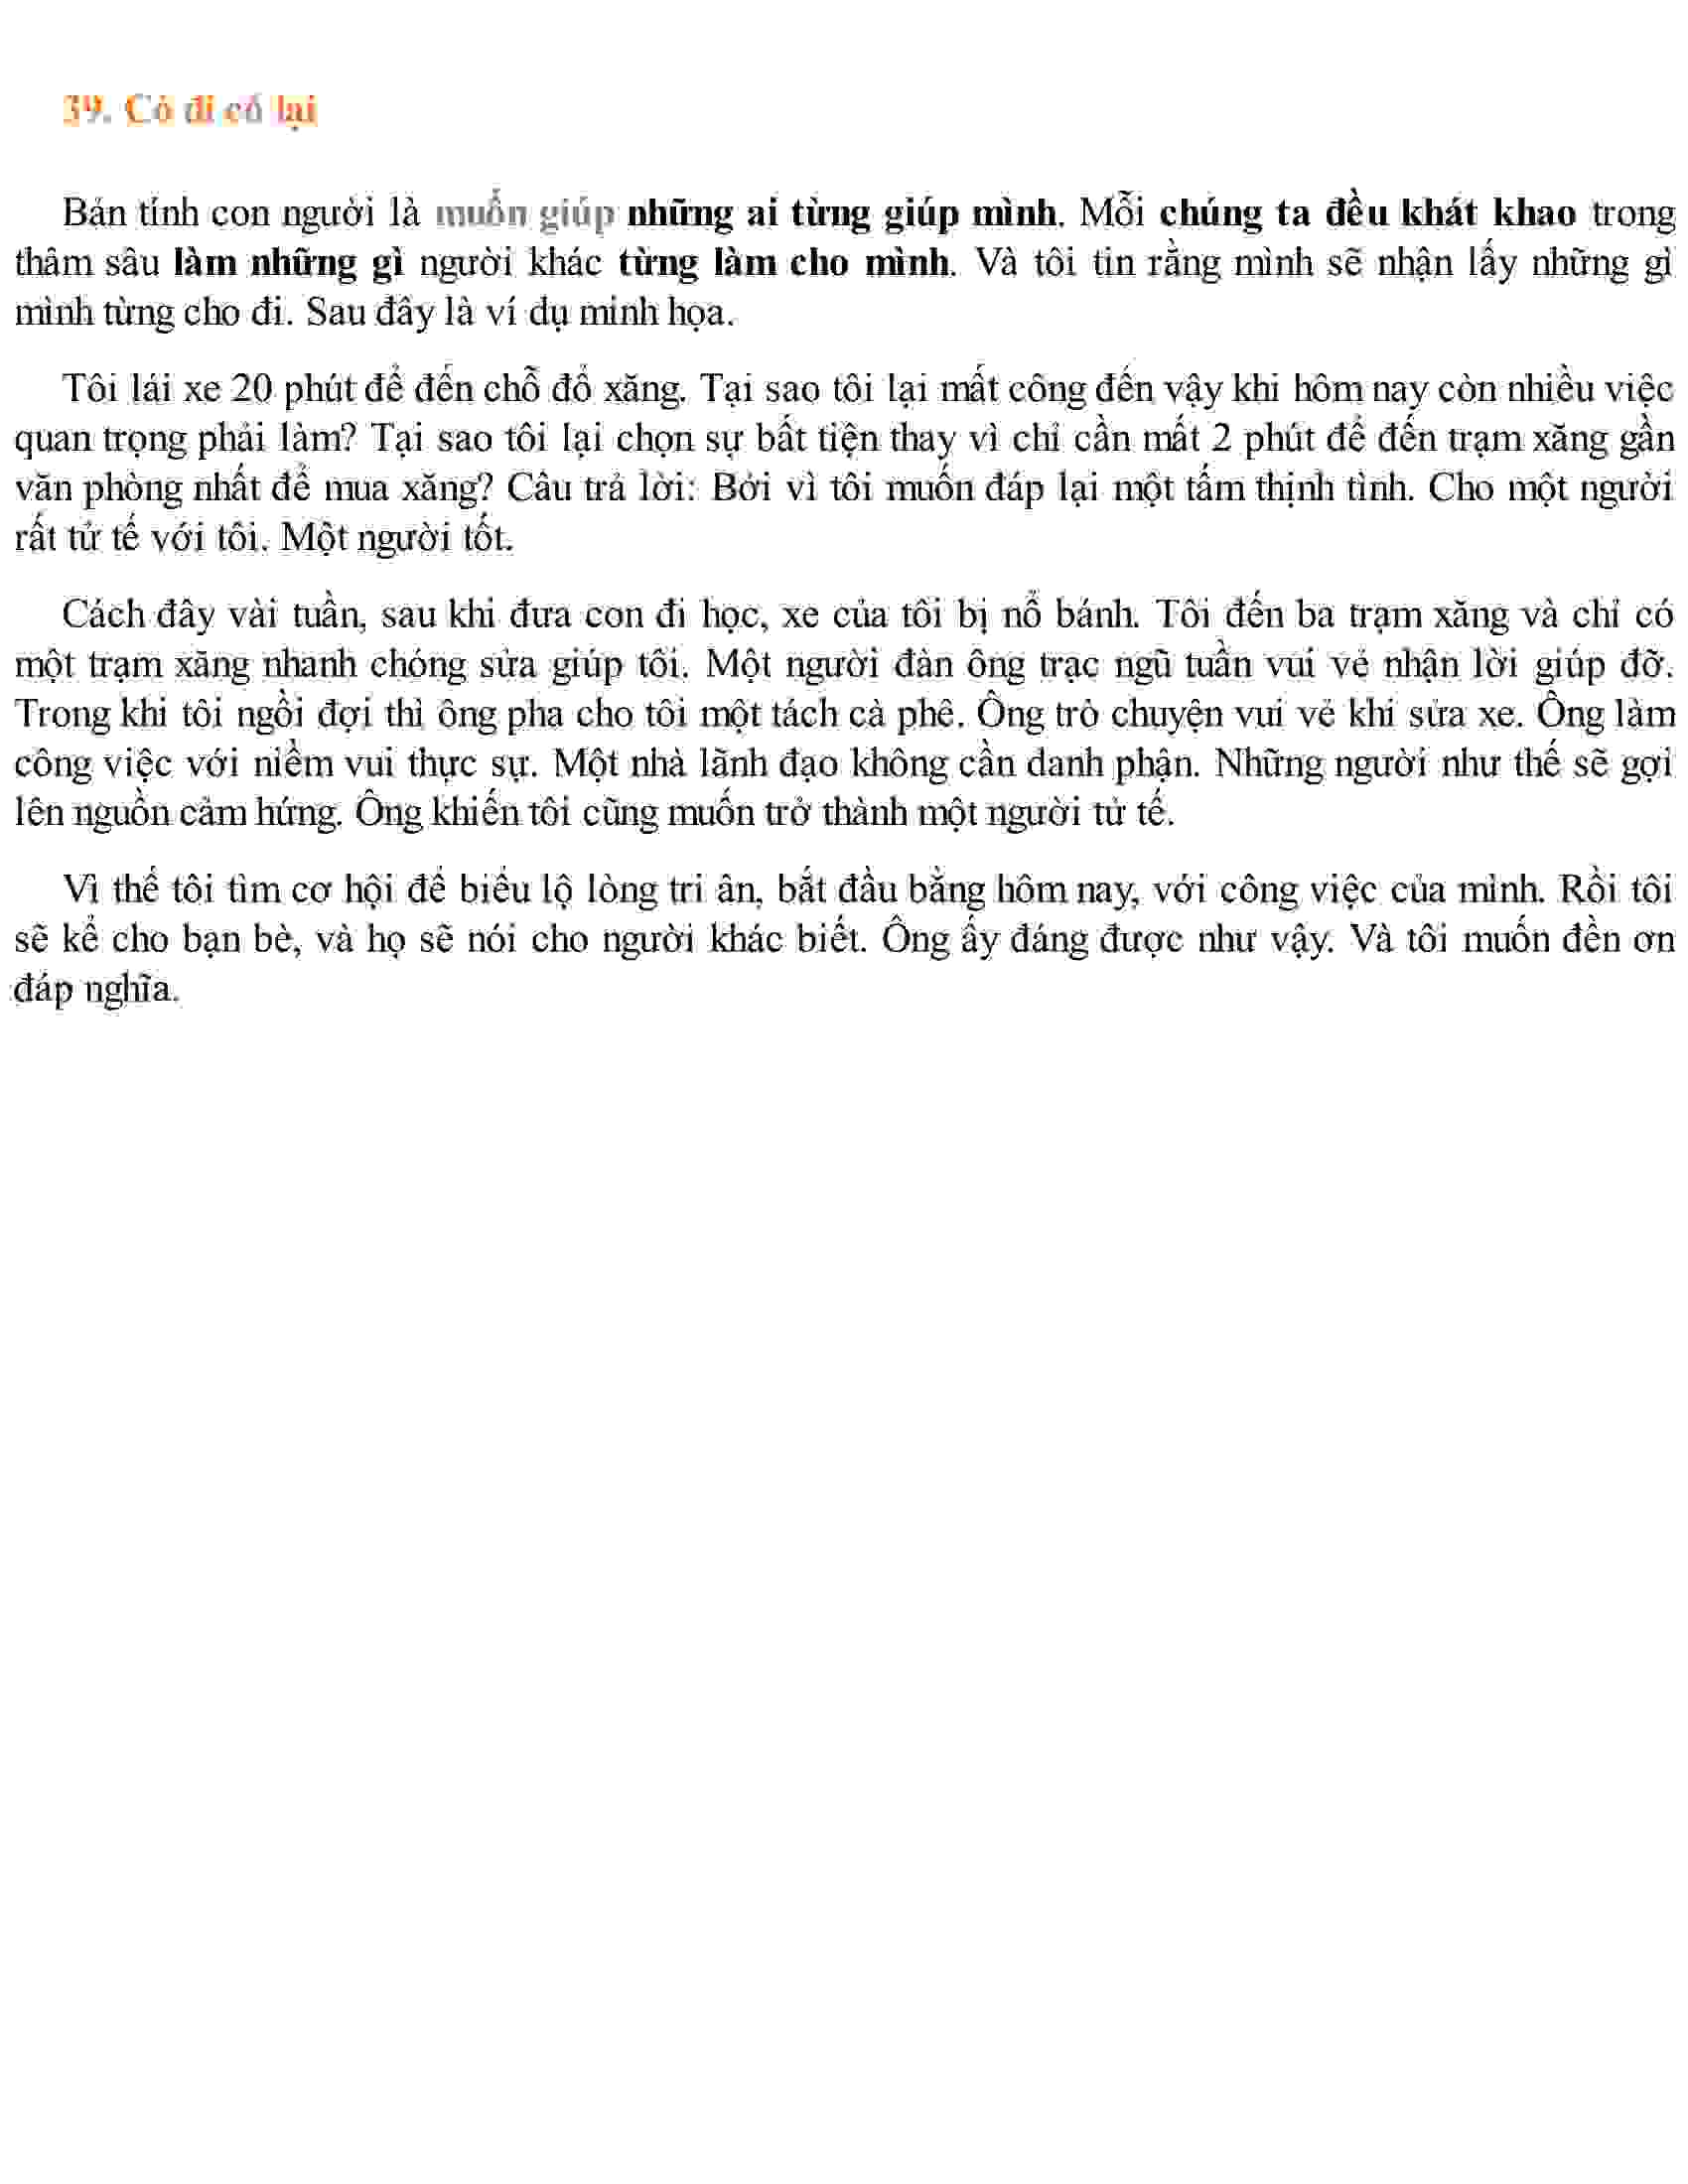 39. Có đi có lại
Bản tính con người là muốn giúp những ai từng giúp mình. Mỗi chúng ta đều khát khao trong
thâm sâu làm những gì người khác từng làm cho mình. Và tôi tin rằng mình sẽ nhận lấy những gì
mình từng cho đi. Sau đây là ví dụ minh họa.
Tôi lái xe 20 phút để đến chỗ đổ xăng. Tại sao tôi lại mất công đến vậy khi hôm nay còn nhiều việc
quan trọng phải làm? Tại sao tôi lại chọn sự bất tiện thay vì chỉ cần mất 2 phút để đến trạm xăng gần
văn phòng nhất để mua xăng? Câu trả lời: Bởi vì tôi muốn đáp lại một tấm thịnh tình. Cho một người
rất tử tế với tôi. Một người tốt.
Cách đây vài tuần, sau khi đưa con đi học, xe của tôi bị nổ bánh. Tôi đến ba trạm xăng và chỉ có
một trạm xăng nhanh chóng sửa giúp tôi. Một người đàn ông trạc ngũ tuần vui vẻ nhận lời giúp đỡ.
Trong khi tôi ngồi đợi thì ông pha cho tôi một tách cà phê. Ông trò chuyện vui vẻ khi sửa xe. Ông làm
công việc với niềm vui thực sự. Một nhà lãnh đạo không cần danh phận. Những người như thế sẽ gợi
lên nguồn cảm hứng. Ông khiến tôi cũng muốn trở thành một người tử tế.
Vì thế tôi tìm cơ hội để biểu lộ lòng tri ân, bắt đầu bằng hôm nay, với công việc của mình. Rồi tôi
sẽ kể cho bạn bè, và họ sẽ nói cho người khác biết. Ông ấy đáng được như vậy. Và tôi muốn đền ơn
đáp nghĩa.